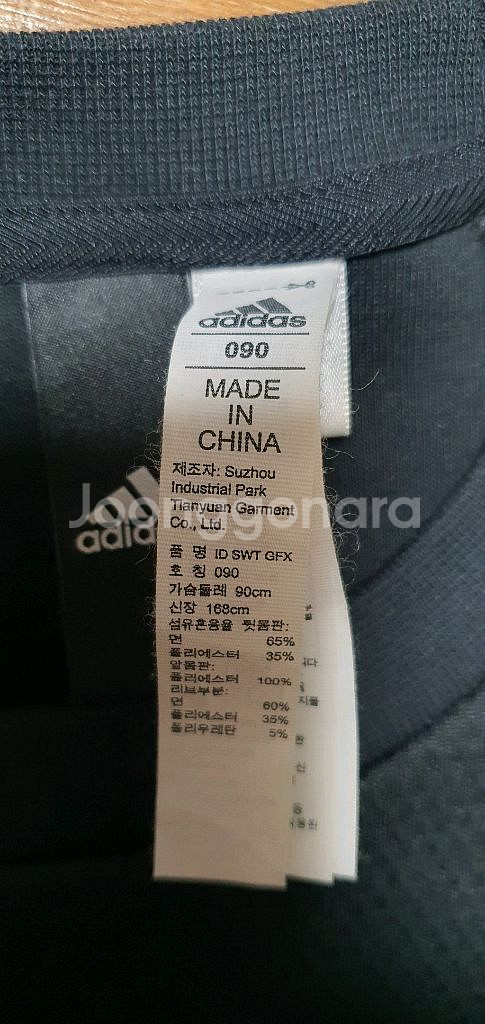 adidas
090
MADE
IN
CHINA
제조자: Suzhou
Industrial Park
Tianyuan Garment
Co., Ltd.
품 명 ID SWT GFX
호 칭 090
가슴둘레 90cm
신장 168cm
섬유혼용율 뒷몸판:
면 65%
폴리에스터 35%
앞몸판:
폴리에스터 100%
리브부분:
면 60%
폴리에스터 35%
폴리우레탄 5%
Joonggonara